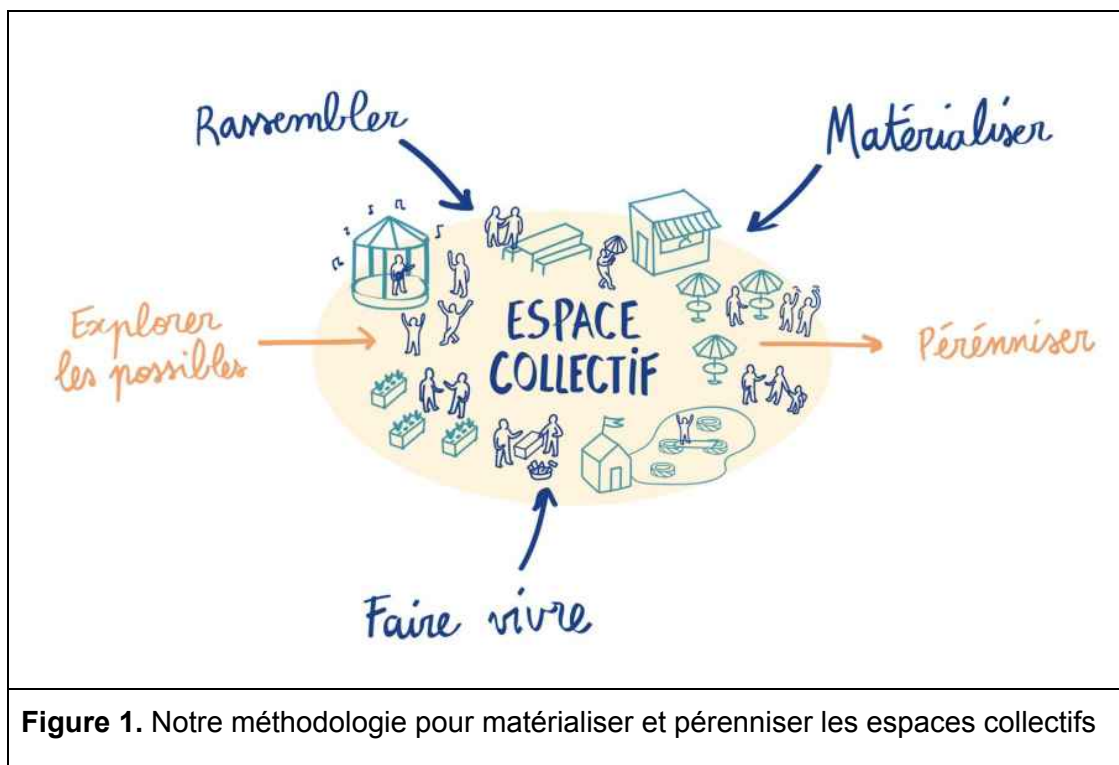 Rassembler
Matérialiser
Explorer
les possibles
ESPACE
COLLECTIF
Pérénniser
Faire vivre
Figure 1. Notre méthodologie pour matérialiser et pérenniser les espaces collectifs